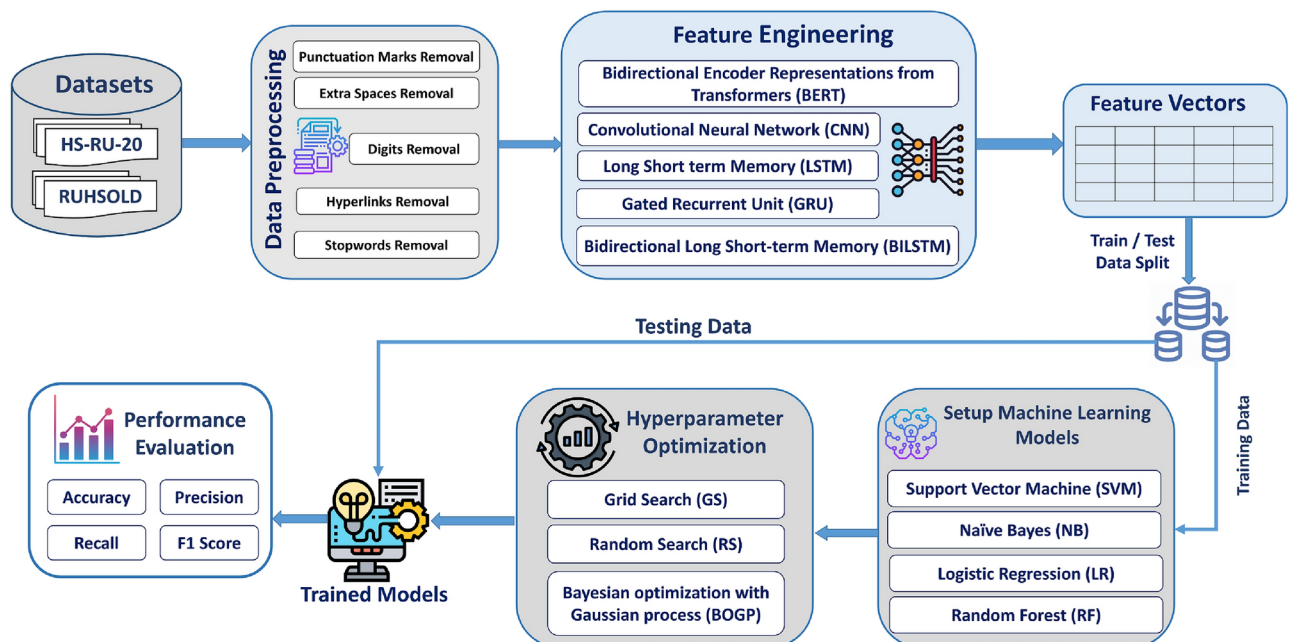 Datasets
HS-RU-20
RUHSOLD
Data Preprocessing
Punctuation Marks Removal
Extra Spaces Removal
Digits Removal
Hyperlinks Removal
Stopwords Removal
Feature Engineering
Bidirectional Encoder Representations from
Transformers (BERT)
Convolutional Neural Network (CNN)
Long Short term Memory (LSTM)
Gated Recurrent Unit (GRU)
Bidirectional Long Short-term Memory (BILSTM)
Feature Vectors
Train / Test
Data Split
Testing Data
Training Data
Setup Machine Learning
Models
Support Vector Machine (SVM)
Naïve Bayes (NB)
Logistic Regression (LR)
Random Forest (RF)
Hyperparameter
Optimization
Grid Search (GS)
Random Search (RS)
Bayesian optimization with
Gaussian process (BOGP)
Trained Models
Performance
Evaluation
Accuracy
Precision
Recall
F1 Score